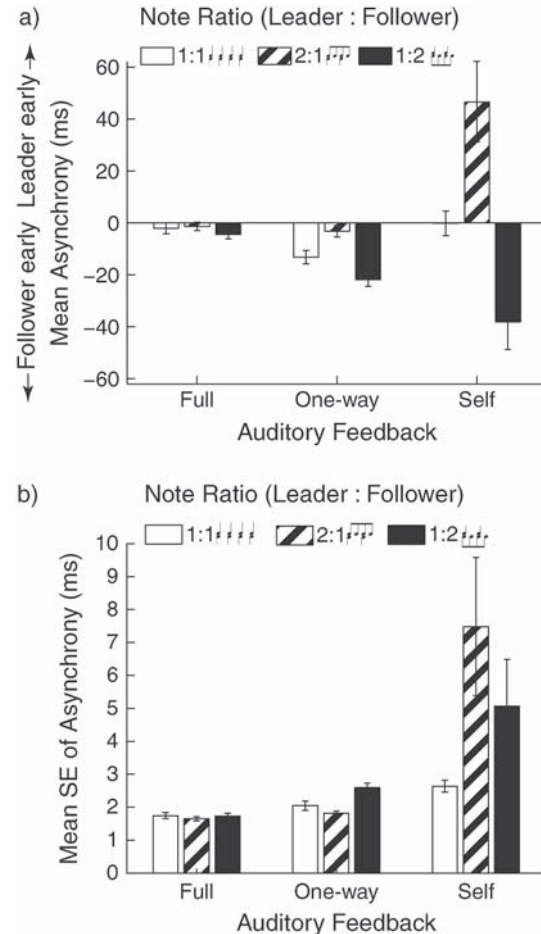 a) Note Ratio (Leader : Follower)
1:1 2:1 1:2
← Follower early Leader early →
Mean Asynchrony (ms)
60
40
20
0
−20
−40
−60
Full One-way Self
Auditory Feedback
b) Note Ratio (Leader : Follower)
1:1 2:1 1:2
Mean SE of Asynchrony (ms)
10
9
8
7
6
5
4
3
2
1
0
Full One-way Self
Auditory Feedback